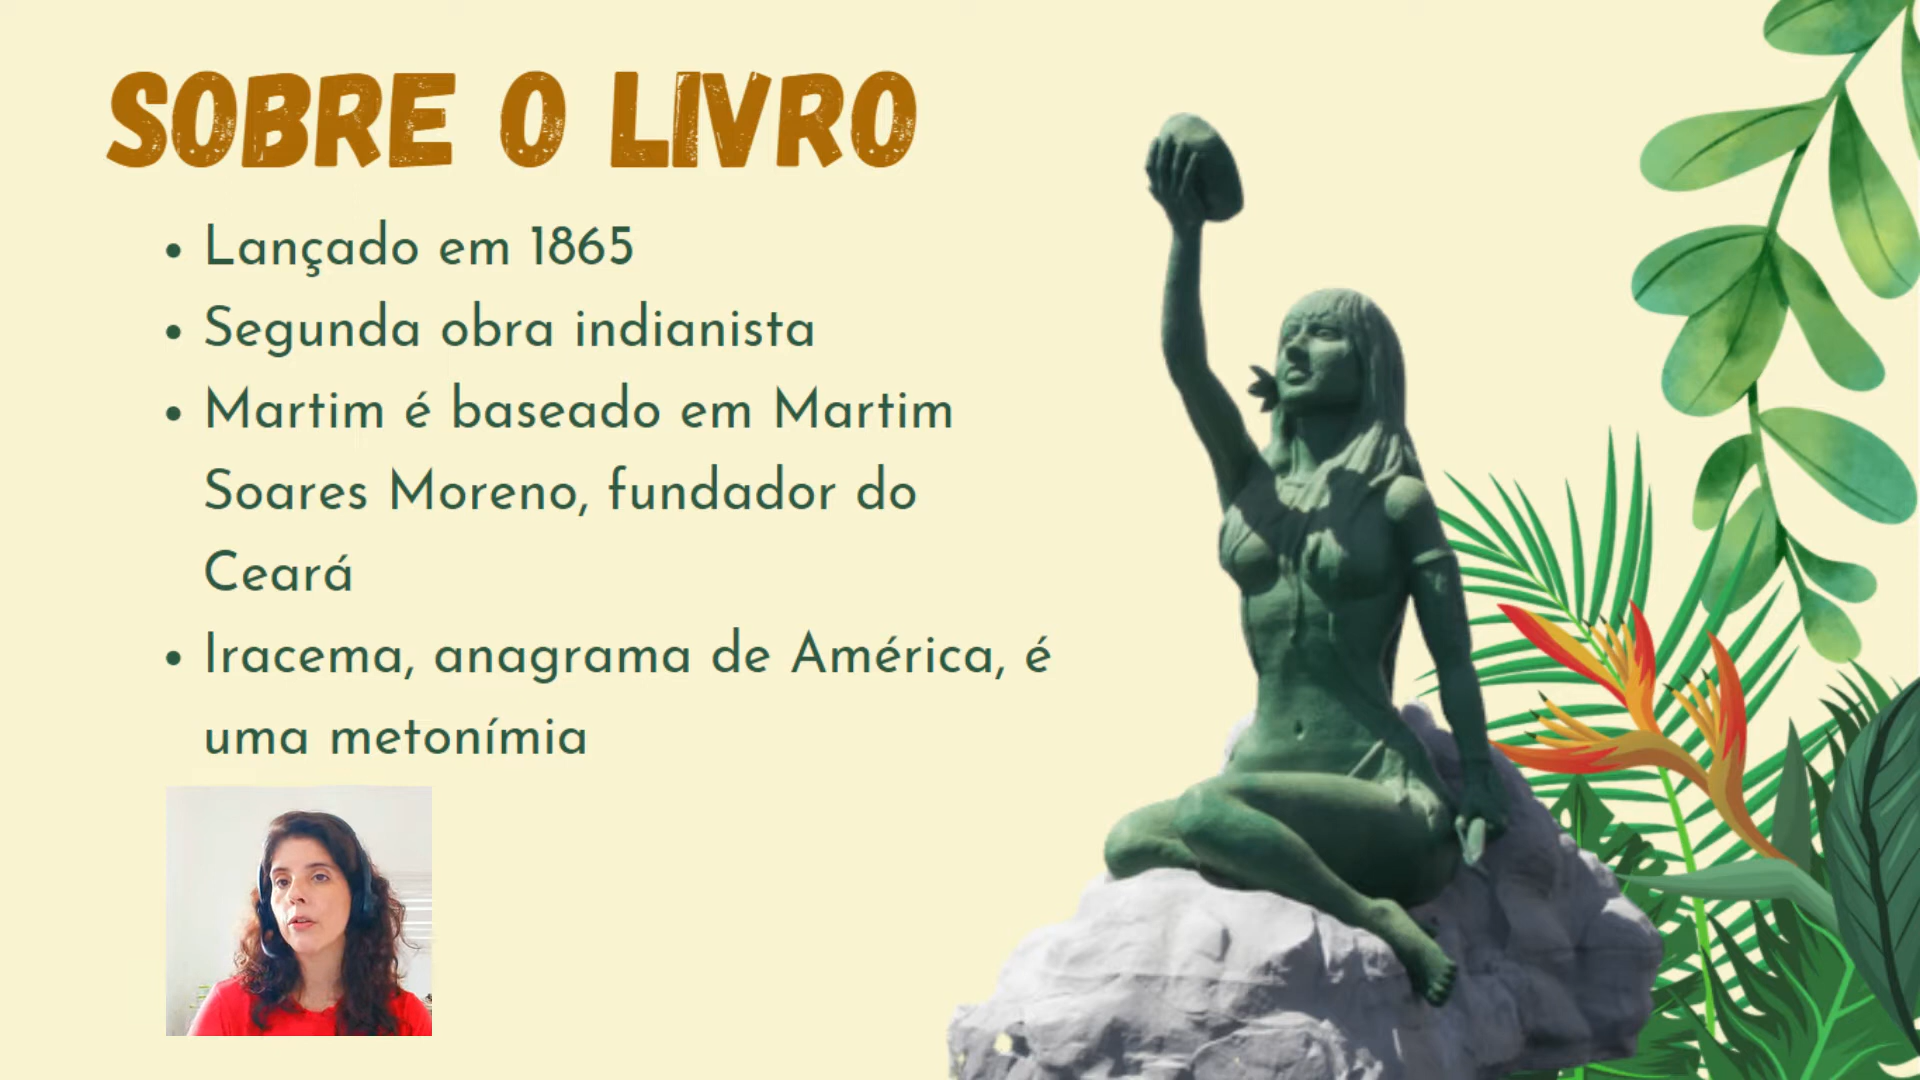 SOBRE O LIVRO
• Lançado em 1865
• Segunda obra indianista
• Martim é baseado em Martim
Soares Moreno, fundador do
Ceará
• Iracema, anagrama de América, é
uma metonímia